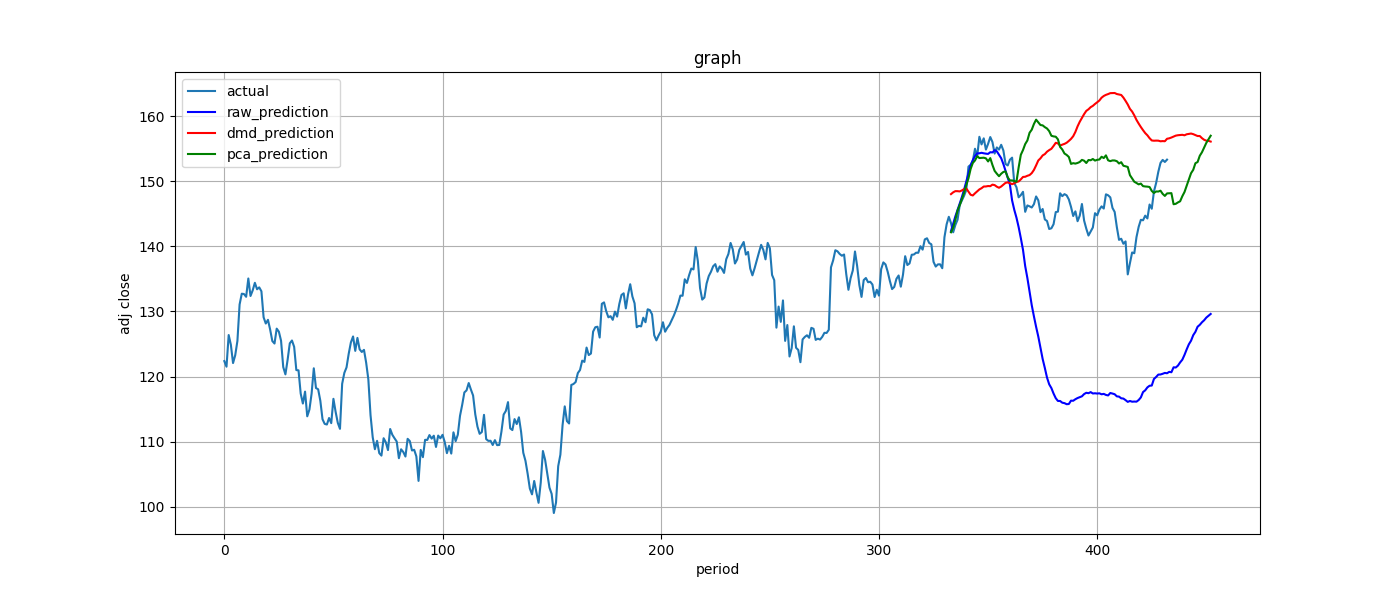 graph
actual
raw_prediction
dmd_prediction
pca_prediction
160
150
140
130
120
110
100
adj close
0 100 200 300 400
period